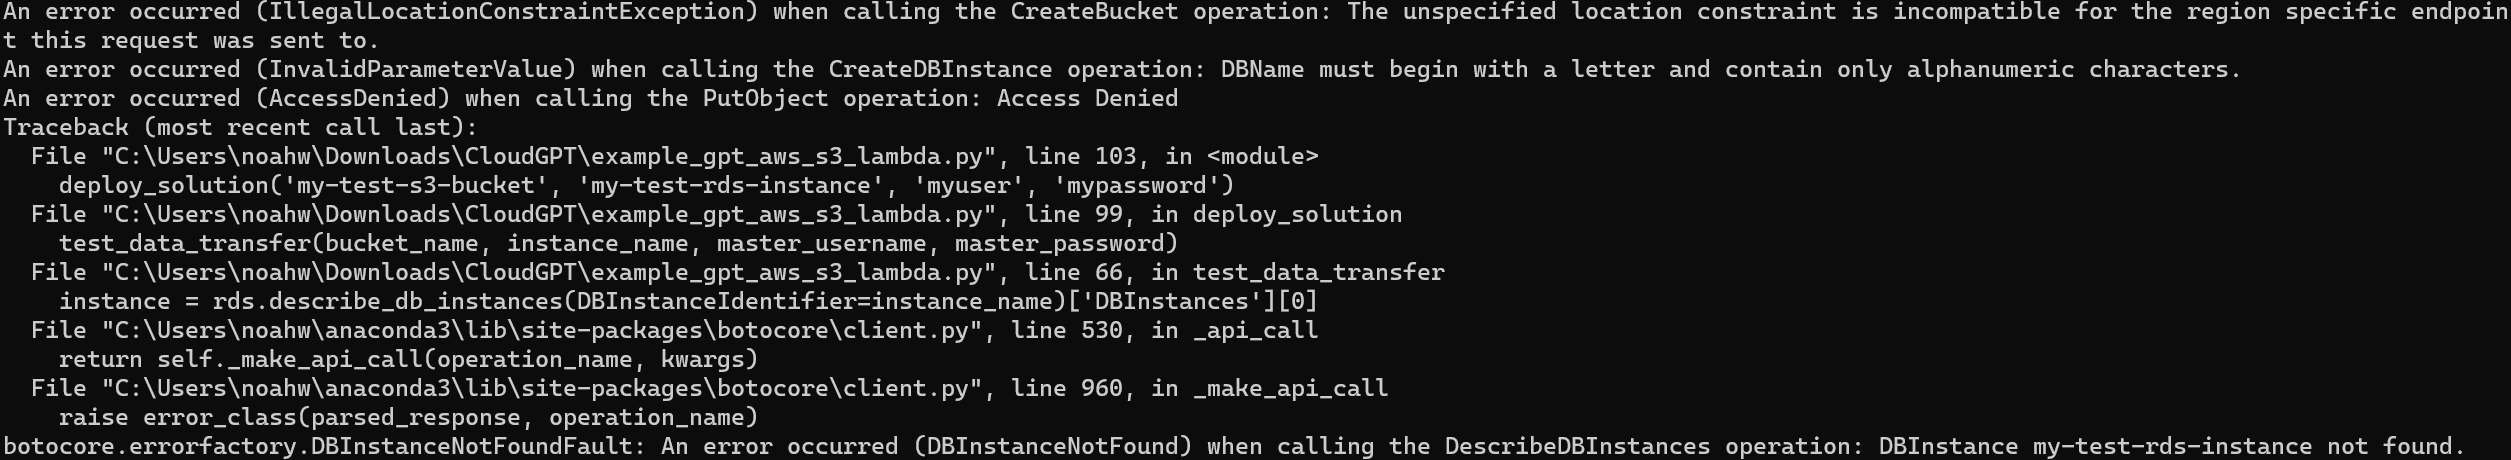 An error occurred (IllegalLocationConstraintException) when calling the CreateBucket operation: The unspecified location constraint is incompatible for the region specific endpoin
t this request was sent to.
An error occurred (InvalidParameterValue) when calling the CreateDBInstance operation: DBName must begin with a letter and contain only alphanumeric characters.
An error occurred (AccessDenied) when calling the PutObject operation: Access Denied
Traceback (most recent call last):
  File "C:\Users\noahw\Downloads\CloudGPT\example_gpt_aws_s3_lambda.py", line 103, in <module>
    deploy_solution('my-test-s3-bucket', 'my-test-rds-instance', 'myuser', 'mypassword')
  File "C:\Users\noahw\Downloads\CloudGPT\example_gpt_aws_s3_lambda.py", line 99, in deploy_solution
    test_data_transfer(bucket_name, instance_name, master_username, master_password)
  File "C:\Users\noahw\Downloads\CloudGPT\example_gpt_aws_s3_lambda.py", line 66, in test_data_transfer
    instance = rds.describe_db_instances(DBInstanceIdentifier=instance_name)['DBInstances'][0]
  File "C:\Users\noahw\anaconda3\lib\site-packages\botocore\client.py", line 530, in _api_call
    return self._make_api_call(operation_name, kwargs)
  File "C:\Users\noahw\anaconda3\lib\site-packages\botocore\client.py", line 960, in _make_api_call
    raise error_class(parsed_response, operation_name)
botocore.errorfactory.DBInstanceNotFoundFault: An error occurred (DBInstanceNotFound) when calling the DescribeDBInstances operation: DBInstance my-test-rds-instance not found.